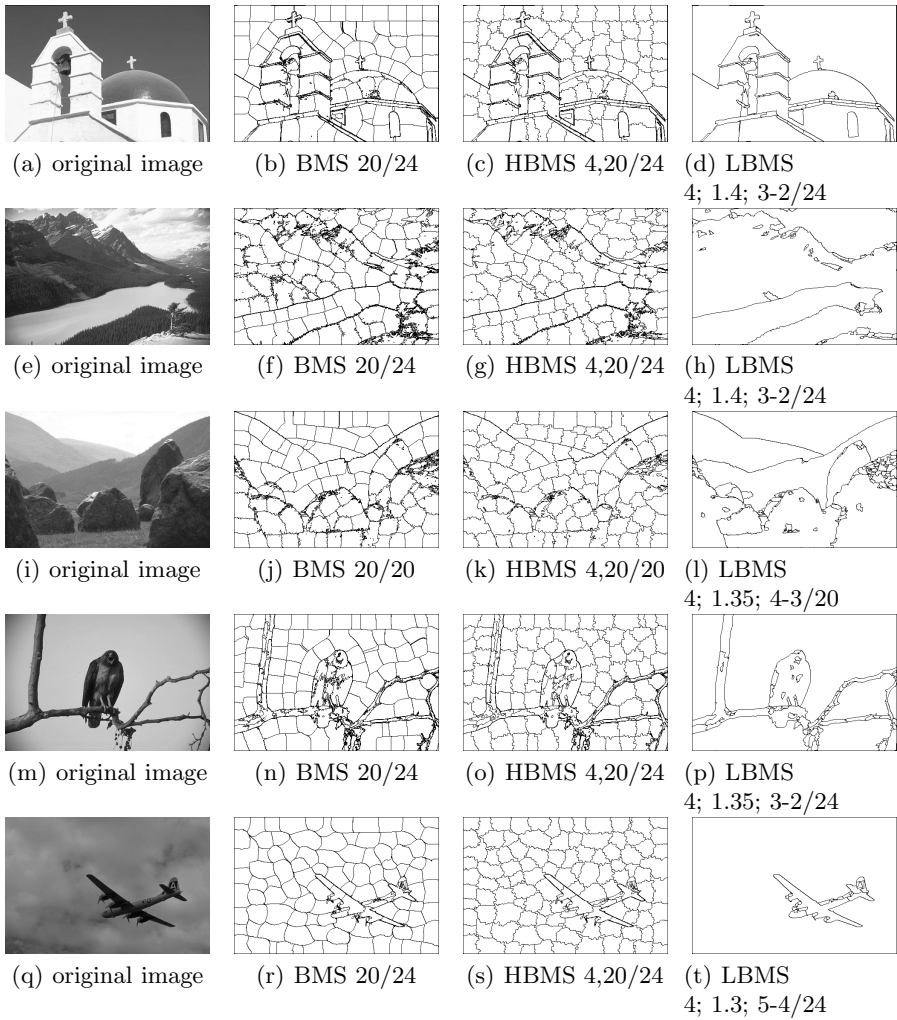 (a) original image (b) BMS 20/24 (c) HBMS 4,20/24 (d) LBMS
4; 1.4; 3-2/24
(e) original image (f) BMS 20/24 (g) HBMS 4,20/24 (h) LBMS
4; 1.4; 3-2/24
(i) original image (j) BMS 20/20 (k) HBMS 4,20/20 (l) LBMS
4; 1.35; 4-3/20
(m) original image (n) BMS 20/24 (o) HBMS 4,20/24 (p) LBMS
4; 1.35; 3-2/24
(q) original image (r) BMS 20/24 (s) HBMS 4,20/24 (t) LBMS
4; 1.3; 5-4/24